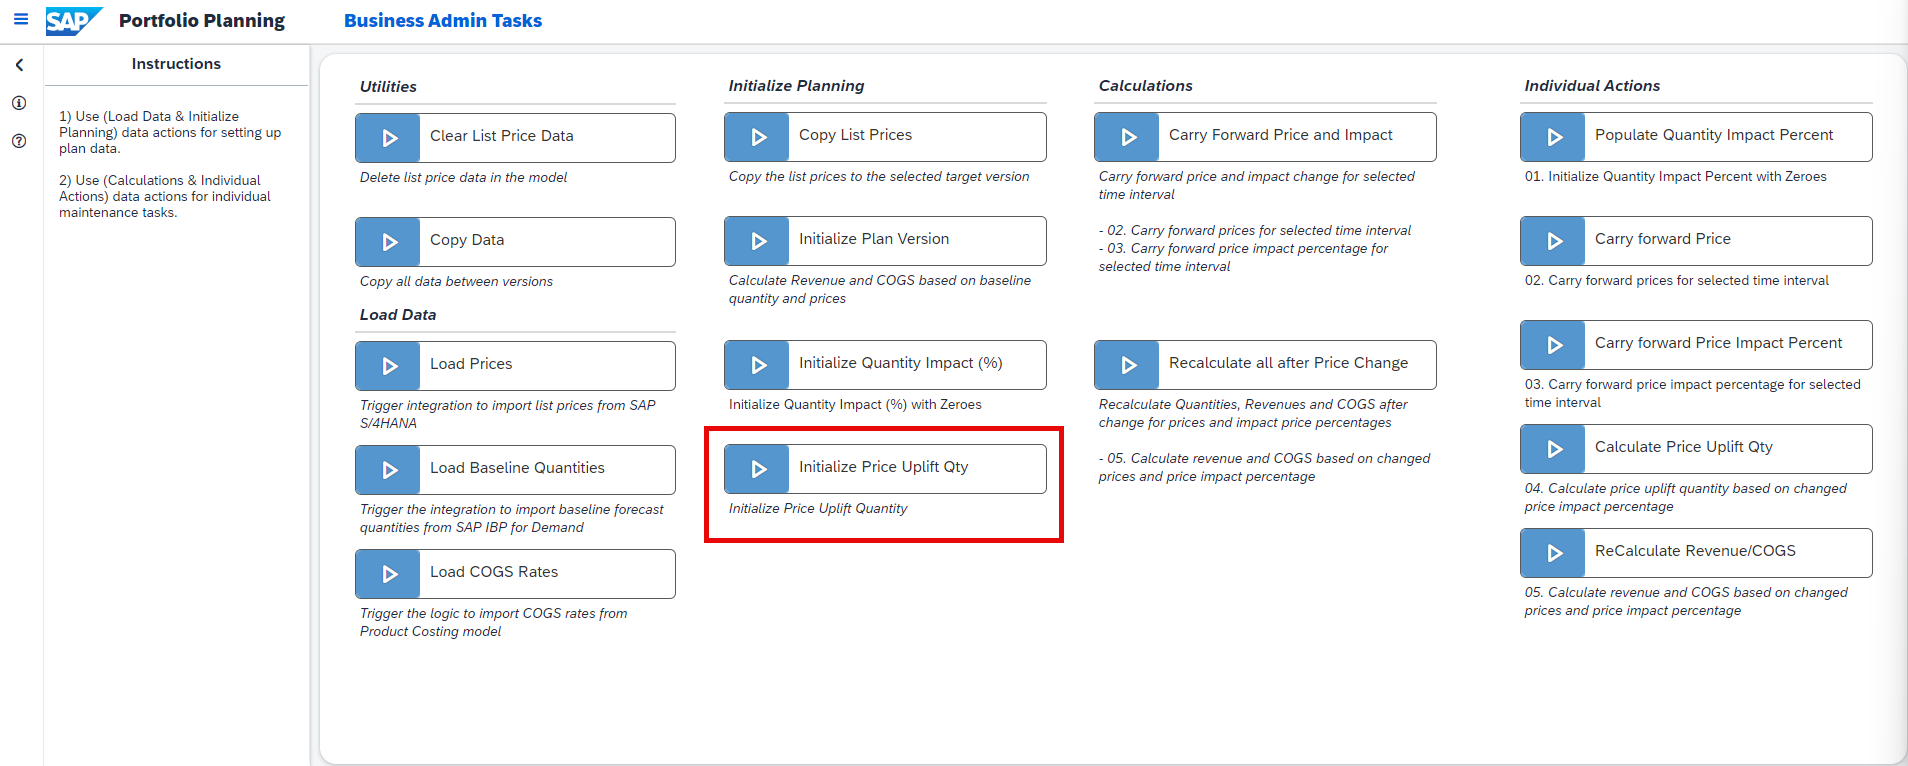 SAP Portfolio Planning Business Admin Tasks
Instructions
1) Use (Load Data & Initialize
Planning) data actions for setting up
plan data.
2) Use (Calculations & Individual
Actions) data actions for individual
maintenance tasks.
Utilities
Clear List Price Data
Delete list price data in the model
Copy Data
Copy all data between versions
Load Data
Load Prices
Trigger integration to import list prices from SAP
S/4HANA
Load Baseline Quantities
Trigger the integration to import baseline forecast
quantities from SAP IBP for Demand
Load COGS Rates
Trigger the logic to import COGS rates from
Product Costing model
Initialize Planning
Copy List Prices
Copy the list prices to the selected target version
Initialize Plan Version
Calculate Revenue and COGS based on baseline
quantity and prices
Initialize Quantity Impact (%)
Initialize Quantity Impact (%) with Zeroes
Initialize Price Uplift Qty
Initialize Price Uplift Quantity
Calculations
Carry Forward Price and Impact
Carry forward price and impact change for selected
time interval
- 02. Carry forward prices for selected time interval
- 03. Carry forward price impact percentage for
selected time interval
Recalculate all after Price Change
Recalculate Quantities, Revenues and COGS after
change for prices and impact price percentages
- 05. Calculate revenue and COGS based on changed
prices and price impact percentage
Individual Actions
Populate Quantity Impact Percent
01. Initialize Quantity Impact Percent with Zeroes
Carry forward Price
02. Carry forward prices for selected time interval
Carry forward Price Impact Percent
03. Carry forward price impact percentage for selected
time interval
Calculate Price Uplift Qty
04. Calculate price uplift quantity based on changed
price impact percentage
ReCalculate Revenue/COGS
05. Calculate revenue and COGS based on changed
prices and price impact percentage